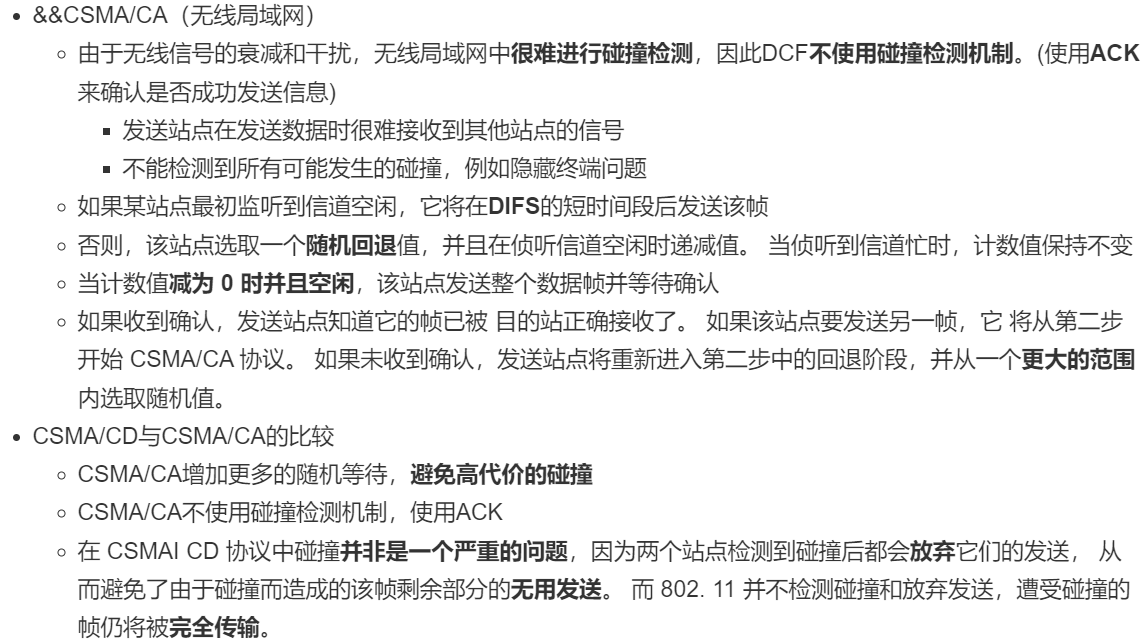 &&CSMA/CA（无线局域网）
由于无线信号的衰减和干扰，无线局域网中很难进行碰撞检测，因此DCF不使用碰撞检测机制。(使用ACK
来确认是否成功发送信息)
发送站点在发送数据时很难接收到其他站点的信号
不能检测到所有可能发生的碰撞，例如隐藏终端问题
如果某站点最初监听到信道空闲，它将在DIFS的短时间段后发送该帧
否则，该站点选取一个随机回退值，并且在侦听信道空闲时递减值。 当侦听到信道忙时，计数值保持不变
当计数值减为 0 时并且空闲，该站点发送整个数据帧并等待确认
如果收到确认，发送站点知道它的帧已被 目的站正确接收了。 如果该站点要发送另一帧，它 将从第二步
开始 CSMA/CA 协议。 如果未收到确认，发送站点将重新进入第二步中的回退阶段，并从一个更大的范围
内选取随机值。
CSMA/CD与CSMA/CA的比较
CSMA/CA增加更多的随机等待，避免高代价的碰撞
CSMA/CA不使用碰撞检测机制，使用ACK
在 CSMAI CD 协议中碰撞并非是一个严重的问题，因为两个站点检测到碰撞后都会放弃它们的发送， 从
而避免了由于碰撞而造成的该帧剩余部分的无用发送。 而 802. 11 并不检测碰撞和放弃发送，遭受碰撞的
帧仍将被完全传输。